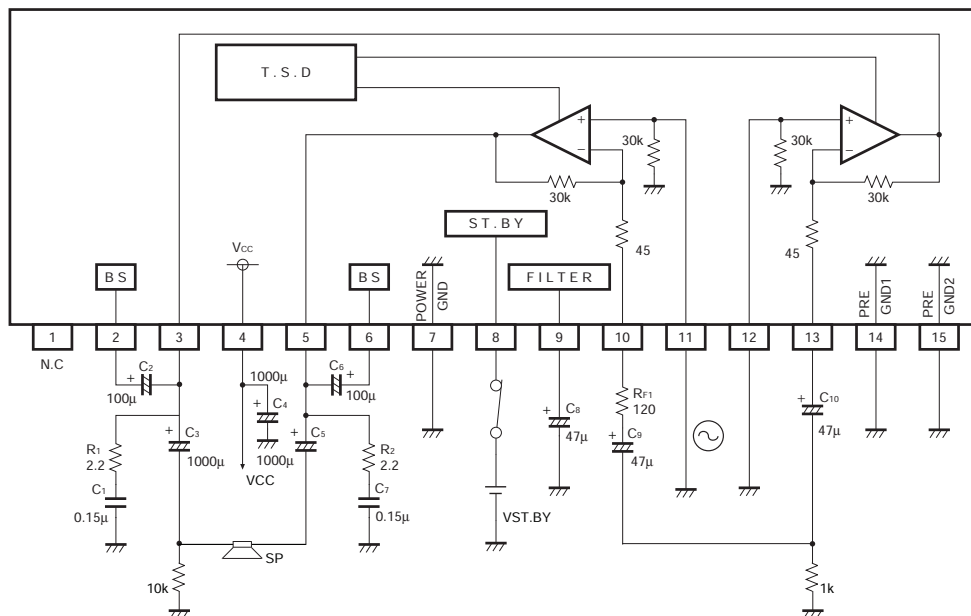 T.S.D
+
−
30k
30k
45
+
−
30k
30k
45
ST.BY
Vcc
BS
BS
POWER
GND
FILTER
PRE
GND1
PRE
GND2
1
2
3
4
5
6
7
8
9
10
11
12
13
14
15
N.C
+
C2
100μ
R1
2.2
C1
0.15μ
+
C3
1000μ
1000μ
+
C4
VCC
C6
+
100μ
+
C5
1000μ
R2
2.2
C7
0.15μ
SP
10k
VST.BY
+
C8
47μ
RF1
120
+
C9
47μ
+
C10
47μ
1k